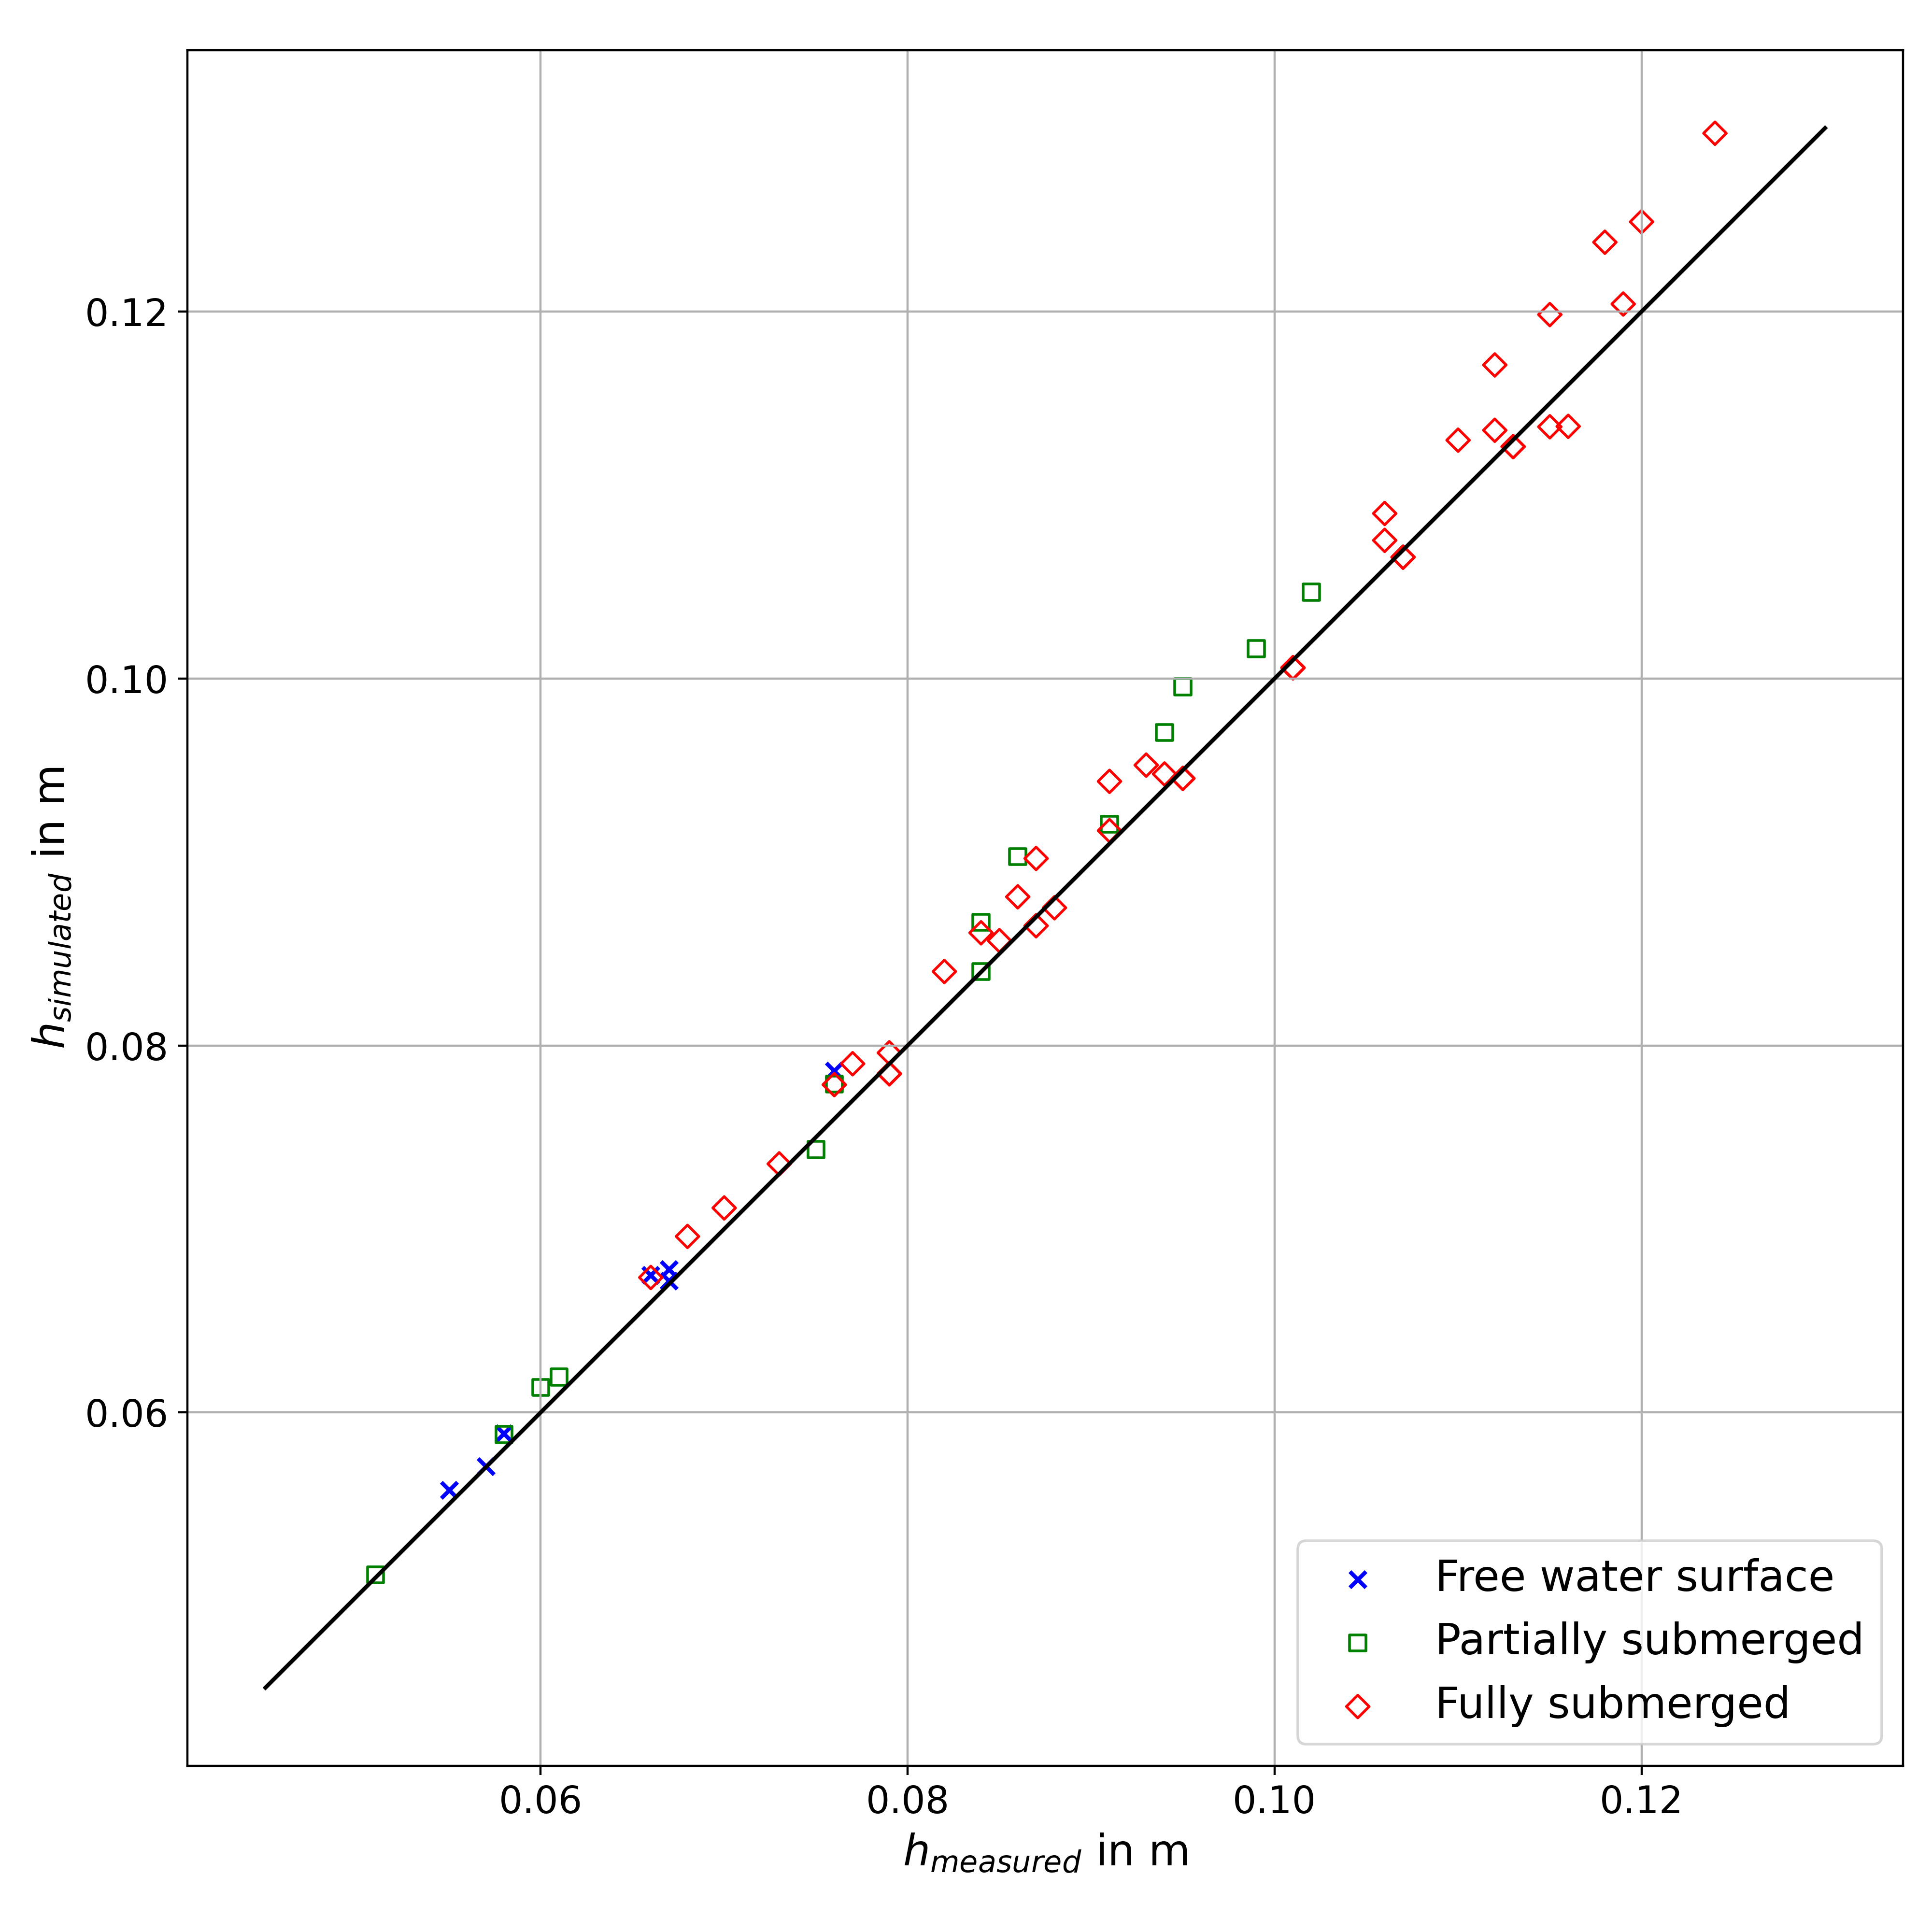 0.12
0.10
0.08
0.06
h_simulated in m
0.06 0.08 0.10 0.12
h_measured in m
Free water surface
Partially submerged
Fully submerged